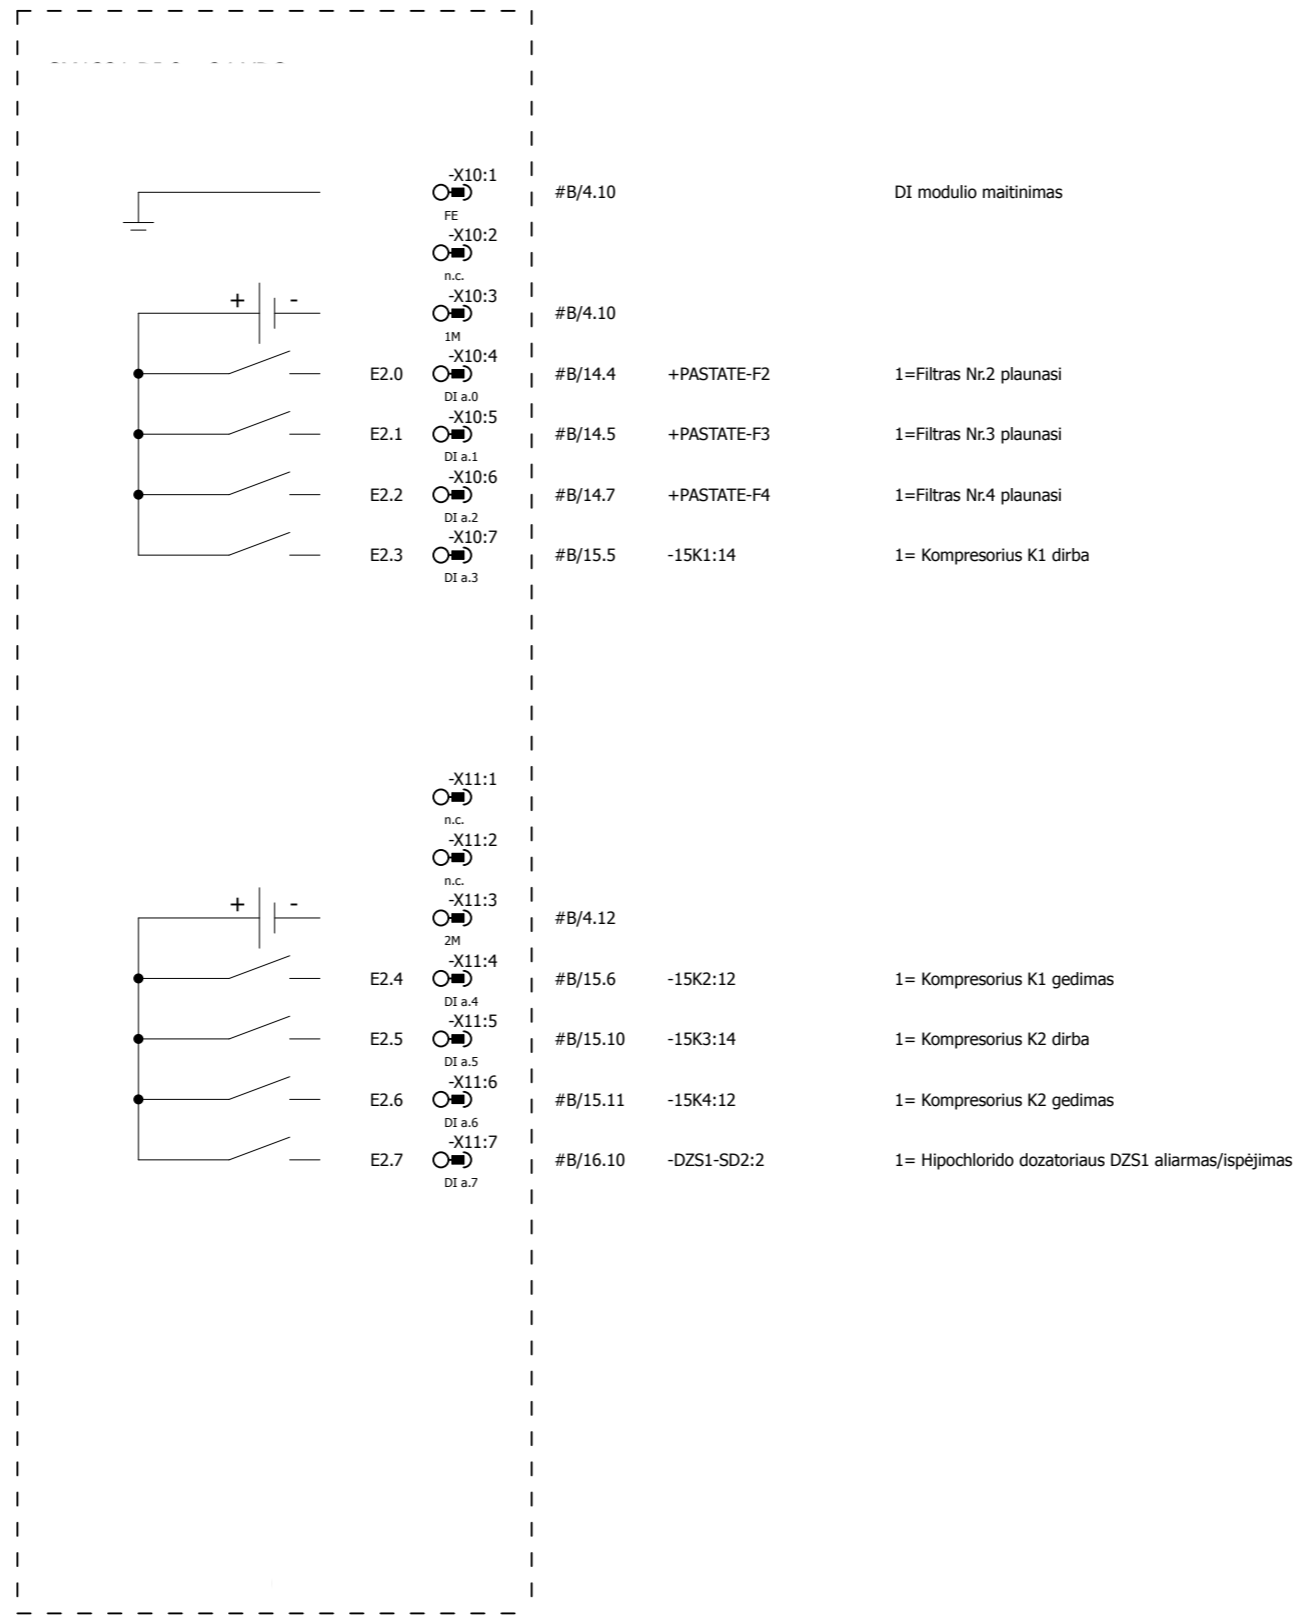 -X10:1
#B/4.10 DI modulio maitinimas
FE
-X10:2
n.c.
+ - -X10:3
#B/4.10
1M
-X10:4
E2.0 #B/14.4 +PASTATE-F2 1=Filtras Nr.2 plaunasi
DI a.0
-X10:5
E2.1 #B/14.5 +PASTATE-F3 1=Filtras Nr.3 plaunasi
DI a.1
-X10:6
E2.2 #B/14.7 +PASTATE-F4 1=Filtras Nr.4 plaunasi
DI a.2
-X10:7
E2.3 #B/15.5 -15K1:14 1= Kompresorius K1 dirba
DI a.3
-X11:1
n.c.
-X11:2
n.c.
+ - -X11:3
#B/4.12
2M
-X11:4
E2.4 #B/15.6 -15K2:12 1= Kompresorius K1 gedimas
DI a.4
-X11:5
E2.5 #B/15.10 -15K3:14 1= Kompresorius K2 dirba
DI a.5
-X11:6
E2.6 #B/15.11 -15K4:12 1= Kompresorius K2 gedimas
DI a.6
-X11:7
E2.7 #B/16.10 -DZS1-SD2:2 1= Hipochlorido dozatoriaus DZS1 aliarmas/ispėjimas
DI a.7